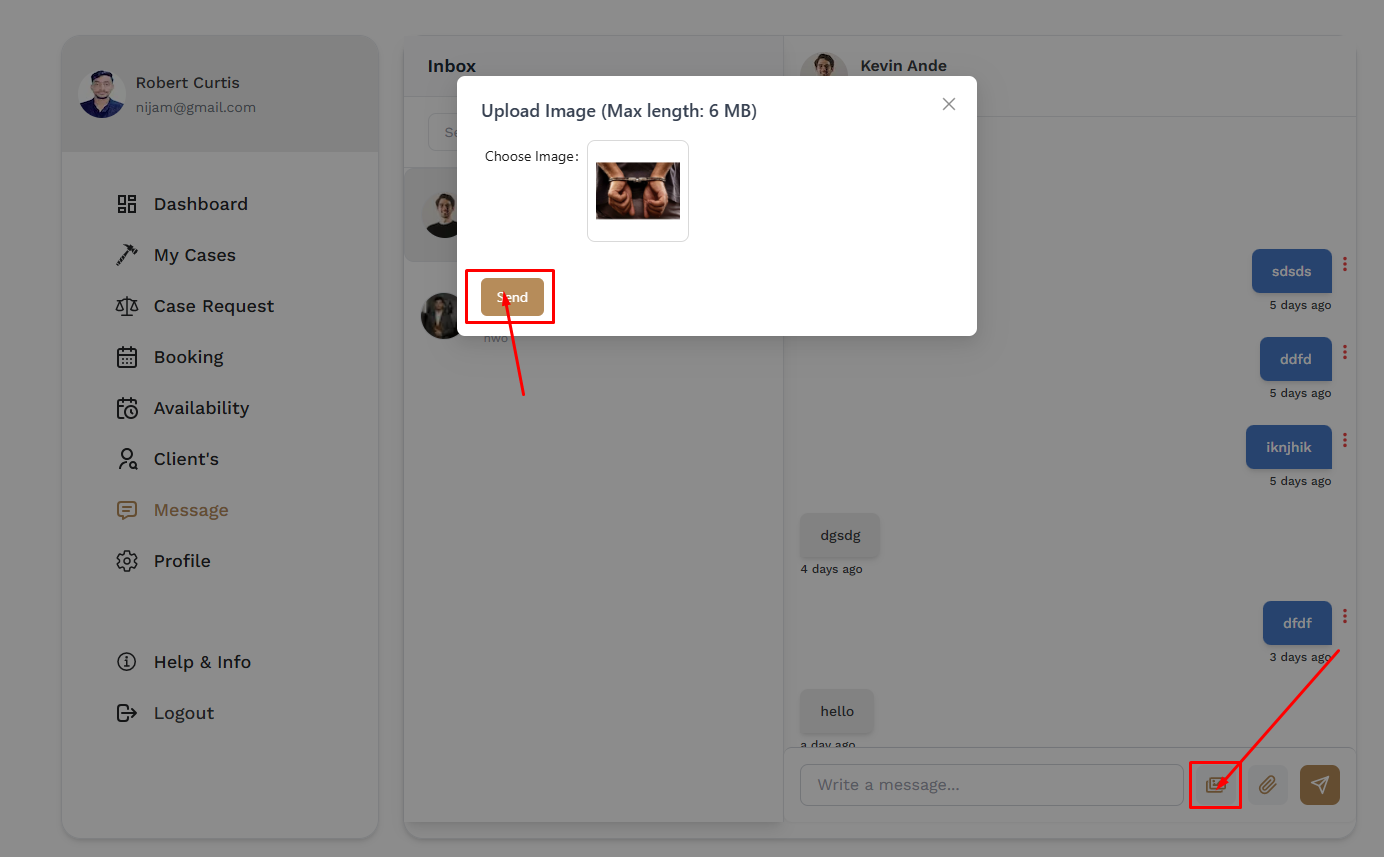 Robert Curtis
nijam@gmail.com
Dashboard
My Cases
Case Request
Booking
Availability
Client's
Message
Profile
Help & Info
Logout
Inbox
Kevin Ande
Upload Image (Max length: 6 MB)
Choose Image:
Send
sdsds
5 days ago
ddfd
5 days ago
iknjhik
5 days ago
dgsdg
4 days ago
dfdf
3 days ago
hello
a day ago
Write a message...